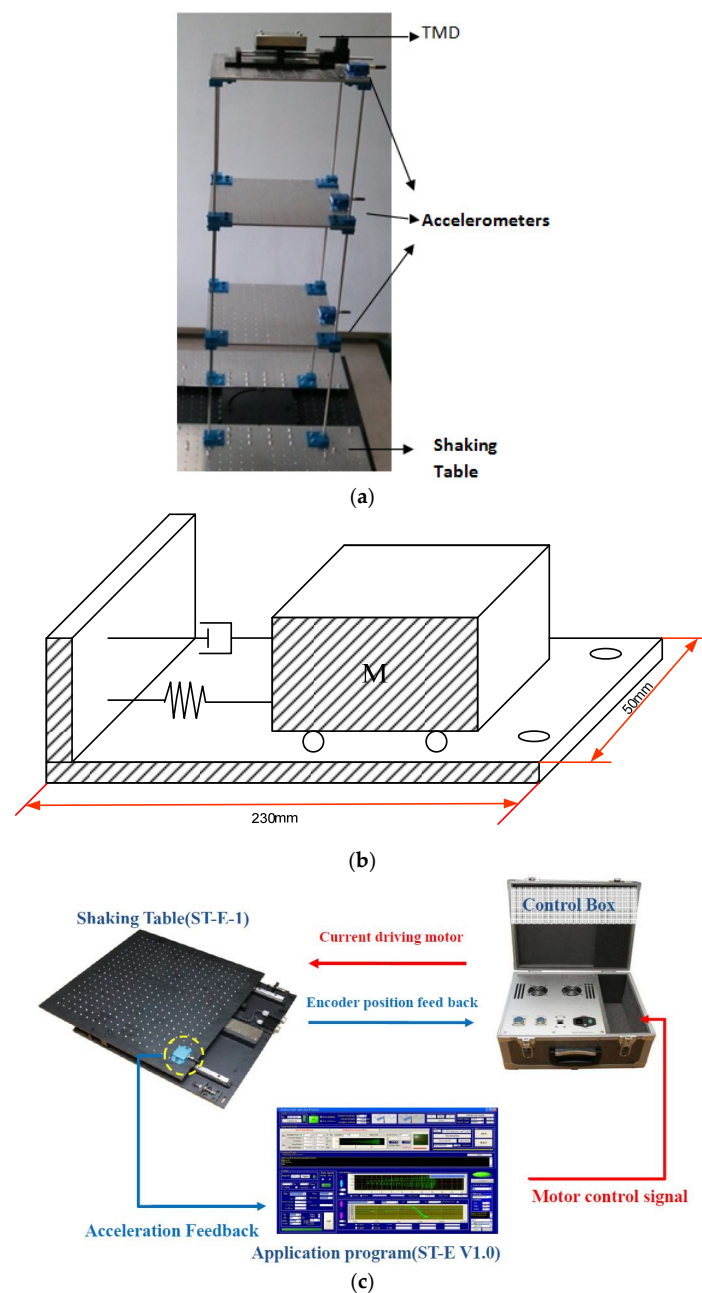 TMD
Accelerometers
Shaking
Table
(a)
M
50mm
230mm
(b)
Shaking Table(ST-E-1)
Control Box
Current driving motor
Encoder position feed back
Motor control signal
Acceleration Feedback
Application program(ST-E V1.0)
(c)